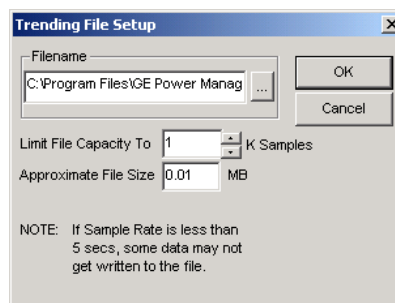 Trending File Setup
Filename
C:\Program Files\GE Power Manag
...
OK
Cancel
Limit File Capacity To 1 K Samples
Approximate File Size 0.01 MB
NOTE: If Sample Rate is less than
5 secs, some data may not
get written to the file.